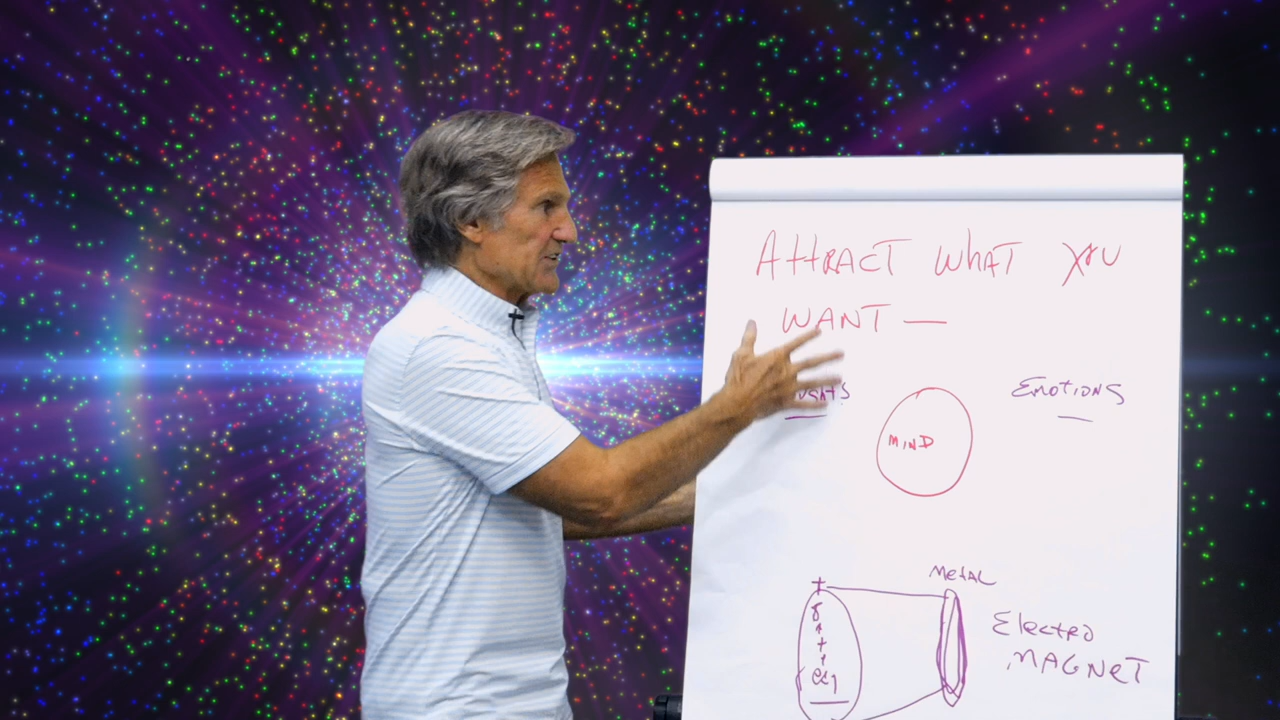 ATTRACT WHAT YOU
WANT —
EMOTIONS
MIND
METAL
+
ELECTRO
MAGNET